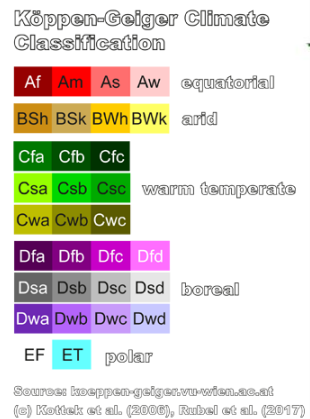 Köppen-Geiger Climate
Classification
Af Am As Aw equatorial
BSh BSk BWh BWk arid
Cfa Cfb Cfc
Csa Csb Csc warm temperate
Cwa Cwb Cwc
Dfa Dfb Dfc Dfd
Dsa Dsb Dsc Dsd boreal
Dwa Dwb Dwc Dwd
EF ET polar
Source: koeppen-geiger.vu-wien.ac.at
(c) Kottek et al. (2006), Rubel et al. (2017)